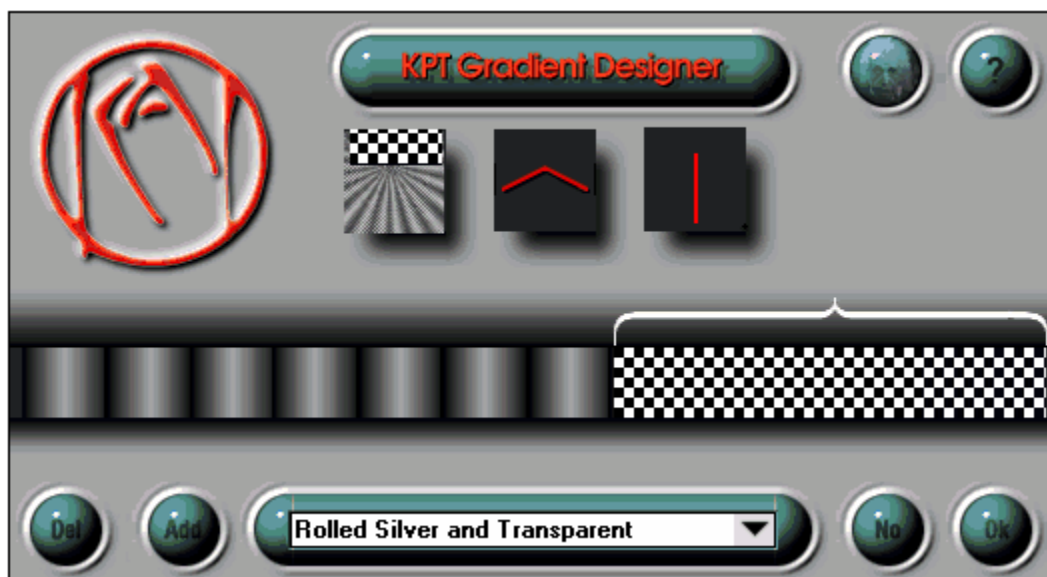 KPT Gradient Designer
?
Del
Add
Rolled Silver and Transparent
No
Ok